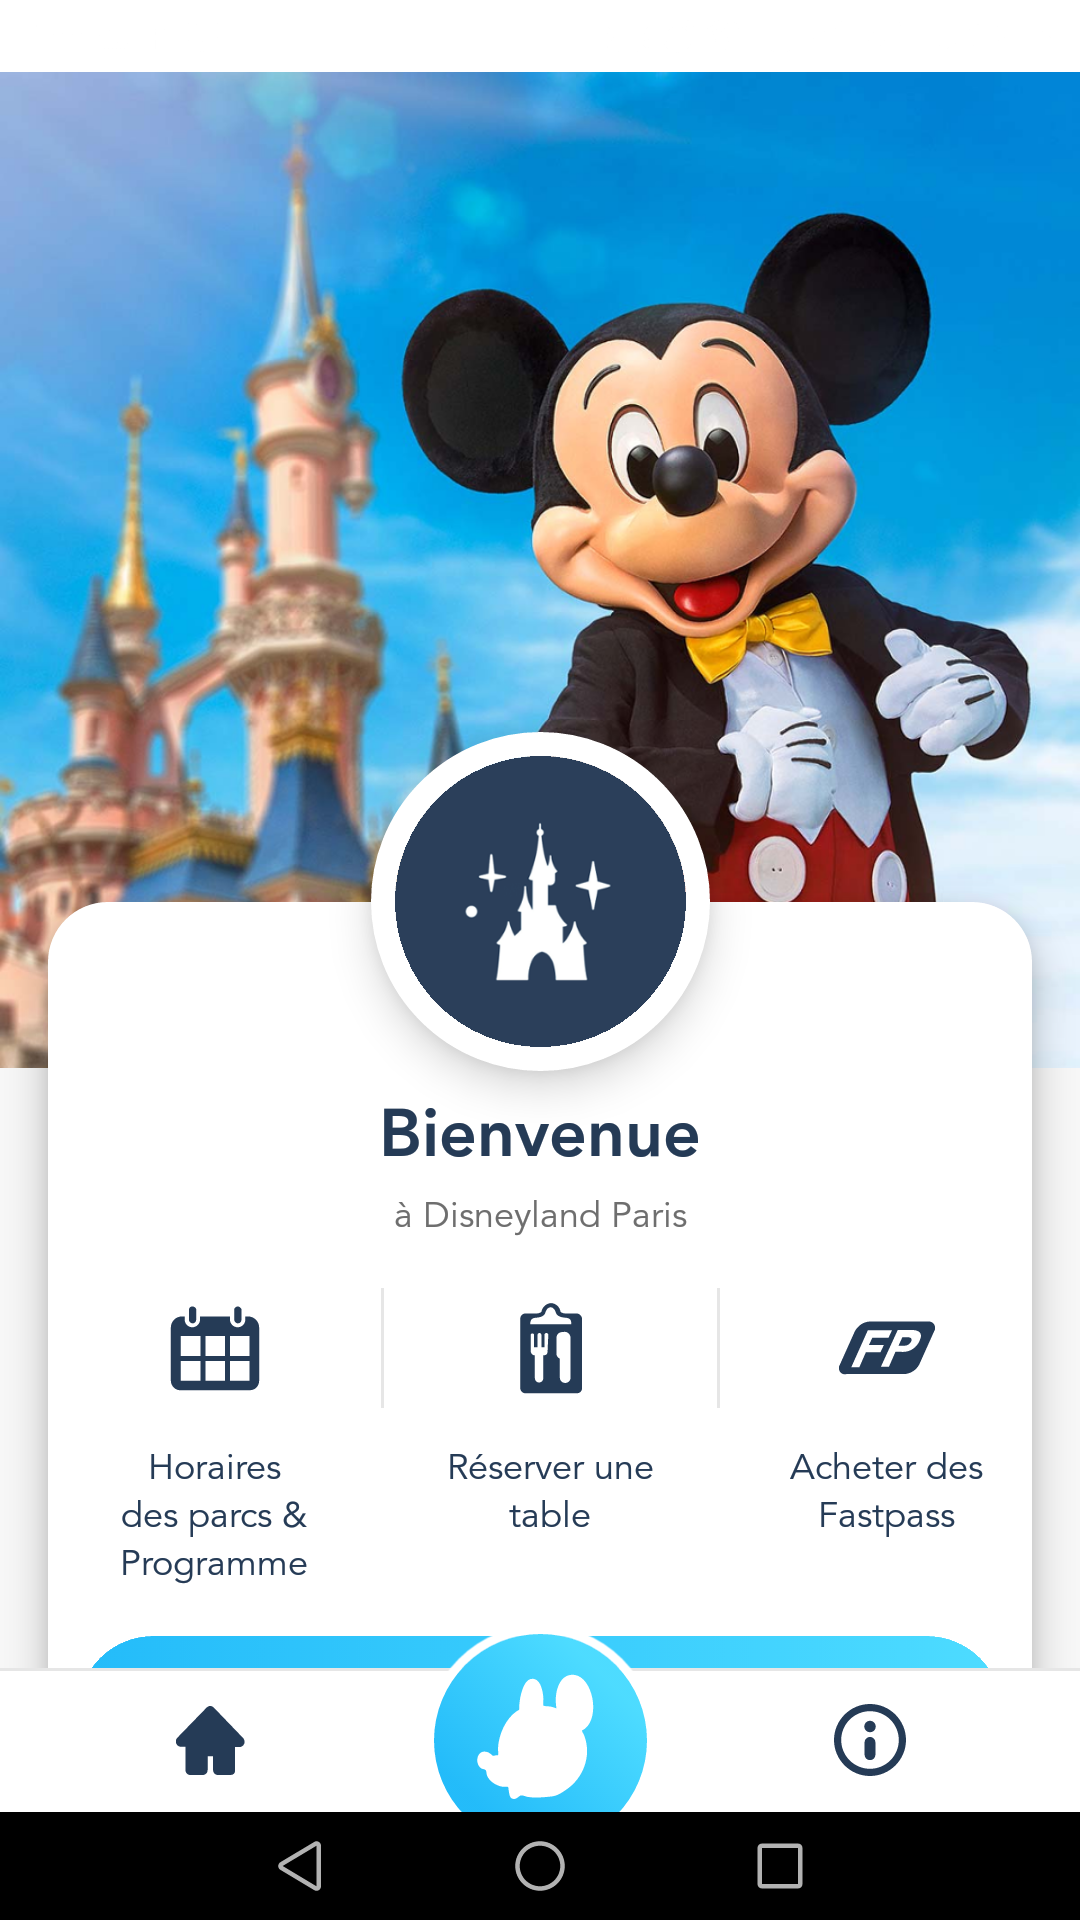 Bienvenue
à Disneyland Paris
FP
Horaires
des parcs &
Programme
Réserver une
table
Acheter des
Fastpass